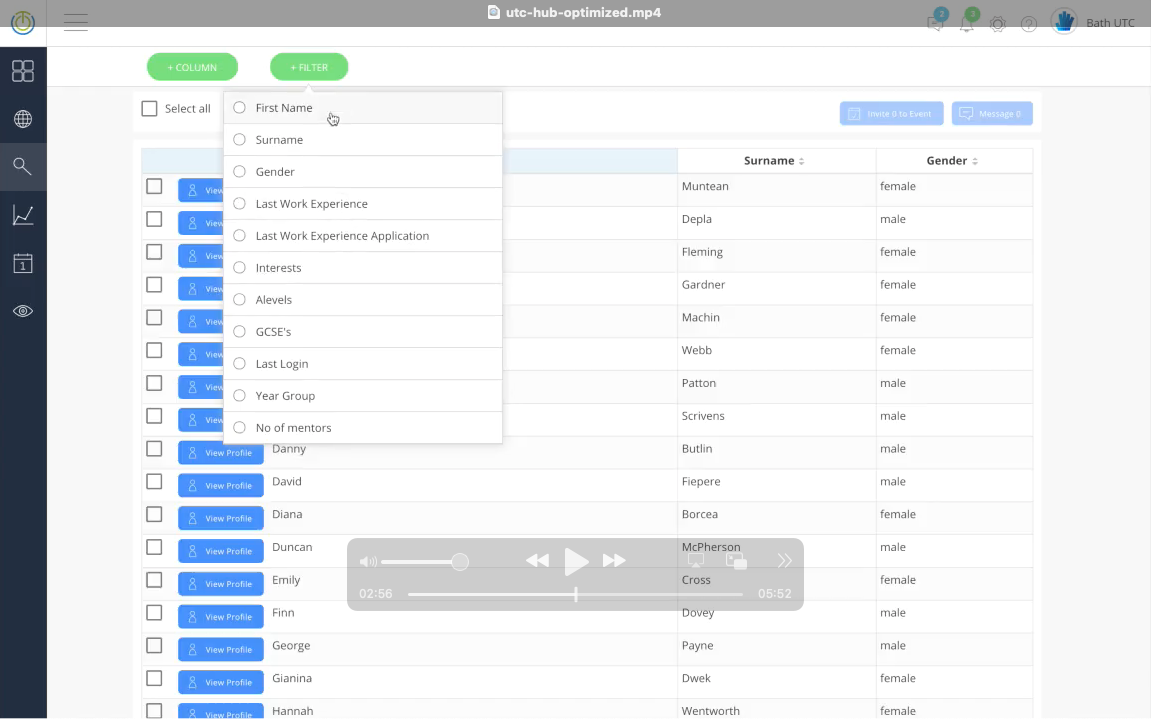 utc-hub-optimized.mp4
2
3
Bath UTC
+ COLUMN
+ FILTER
Select all
First Name
Surname
Gender
Last Work Experience
Last Work Experience Application
Interests
Alevels
GCSE's
Last Login
Year Group
No of mentors
Invite 0 to Event
Message 0
1
Surname
Gender
View
Muntean
female
View
Depla
male
View
Fleming
female
View
Gardner
female
View
Machin
female
View
Webb
female
View
Patton
male
View
Scrivens
male
View Profile
Danny
Butlin
male
View Profile
David
Fiepere
male
View Profile
Diana
Borcea
female
View Profile
Duncan
McPherson
male
View Profile
Emily
Cross
female
View Profile
Finn
Dovey
male
View Profile
George
Payne
male
View Profile
Gianina
Dwek
female
View Profile
Hannah
Wentworth
female
02:56
05:52